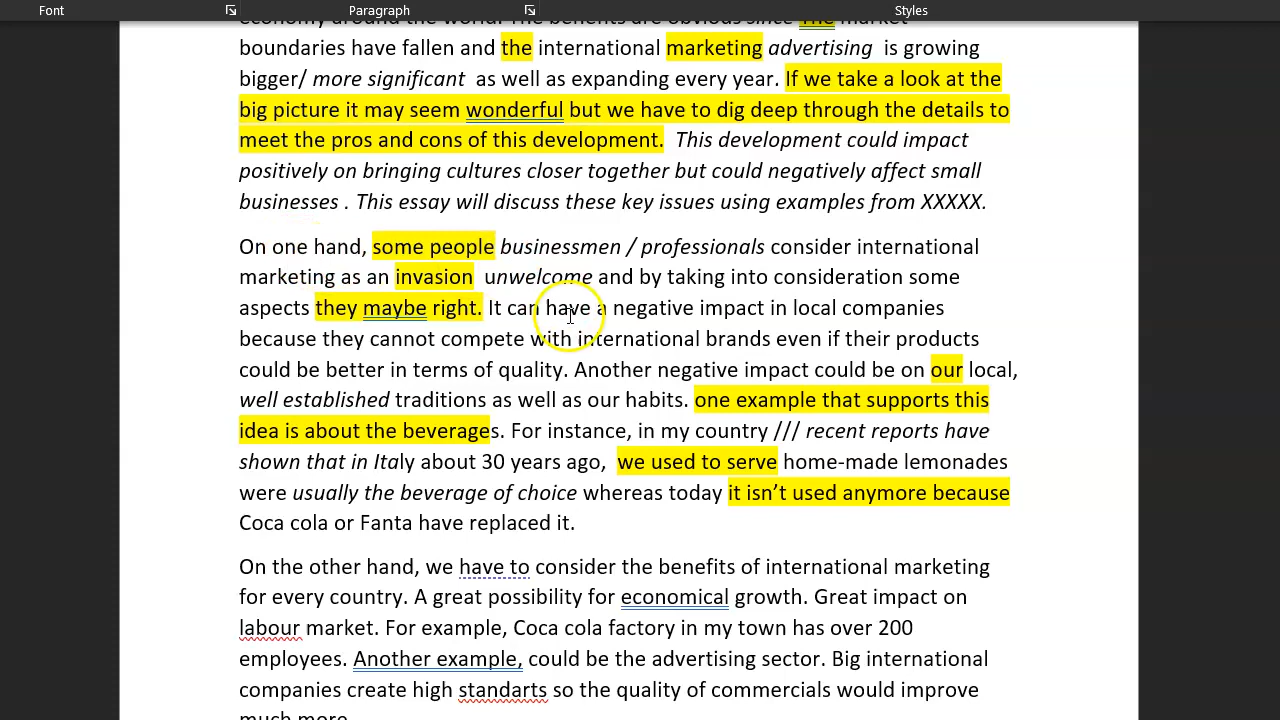 Font Paragraph Styles
economy around the world. The benefits are obvious since The market
boundaries have fallen and the international marketing advertising is growing
bigger/ more significant as well as expanding every year. If we take a look at the
big picture it may seem wonderful but we have to dig deep through the details to
meet the pros and cons of this development. This development could impact
positively on bringing cultures closer together but could negatively affect small
businesses . This essay will discuss these key issues using examples from XXXXX.
On one hand, some people businessmen / professionals consider international
marketing as an invasion unwelcome and by taking into consideration some
aspects they maybe right. It can have a negative impact in local companies
because they cannot compete with international brands even if their products
could be better in terms of quality. Another negative impact could be on our local,
well established traditions as well as our habits. one example that supports this
idea is about the beverages. For instance, in my country /// recent reports have
shown that in Italy about 30 years ago, we used to serve home-made lemonades
were usually the beverage of choice whereas today it isn’t used anymore because
Coca cola or Fanta have replaced it.
On the other hand, we have to consider the benefits of international marketing
for every country. A great possibility for economical growth. Great impact on
labour market. For example, Coca cola factory in my town has over 200
employees. Another example, could be the advertising sector. Big international
companies create high standarts so the quality of commercials would improve
much more.